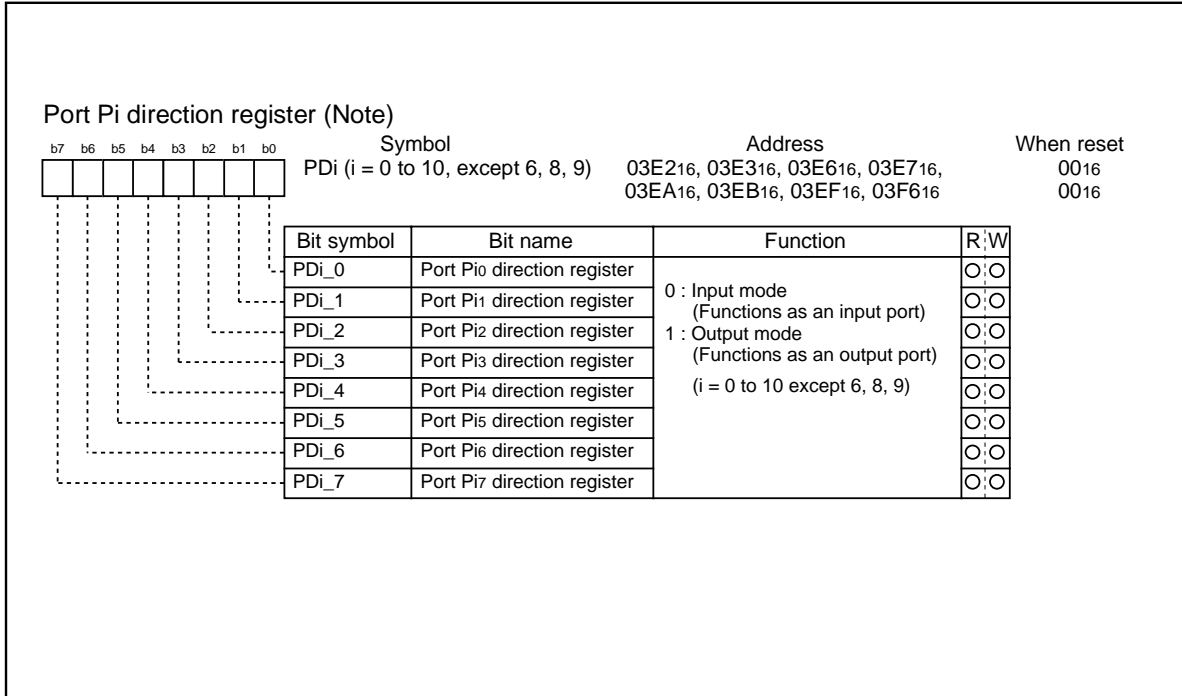 Port Pi direction register (Note)
b7 b6 b5 b4 b3 b2 b1 b0
Symbol Address When reset
PDi (i = 0 to 10, except 6, 8, 9) 03E216, 03E316, 03E616, 03E716, 0016
03EA16, 03EB16, 03EF16, 03F616 0016
Bit symbol Bit name Function R W
PDi_0 Port Pi0 direction register
PDi_1 Port Pi1 direction register
PDi_2 Port Pi2 direction register
PDi_3 Port Pi3 direction register
PDi_4 Port Pi4 direction register
PDi_5 Port Pi5 direction register
PDi_6 Port Pi6 direction register
PDi_7 Port Pi7 direction register
0 : Input mode
(Functions as an input port)
1 : Output mode
(Functions as an output port)
(i = 0 to 10 except 6, 8, 9)